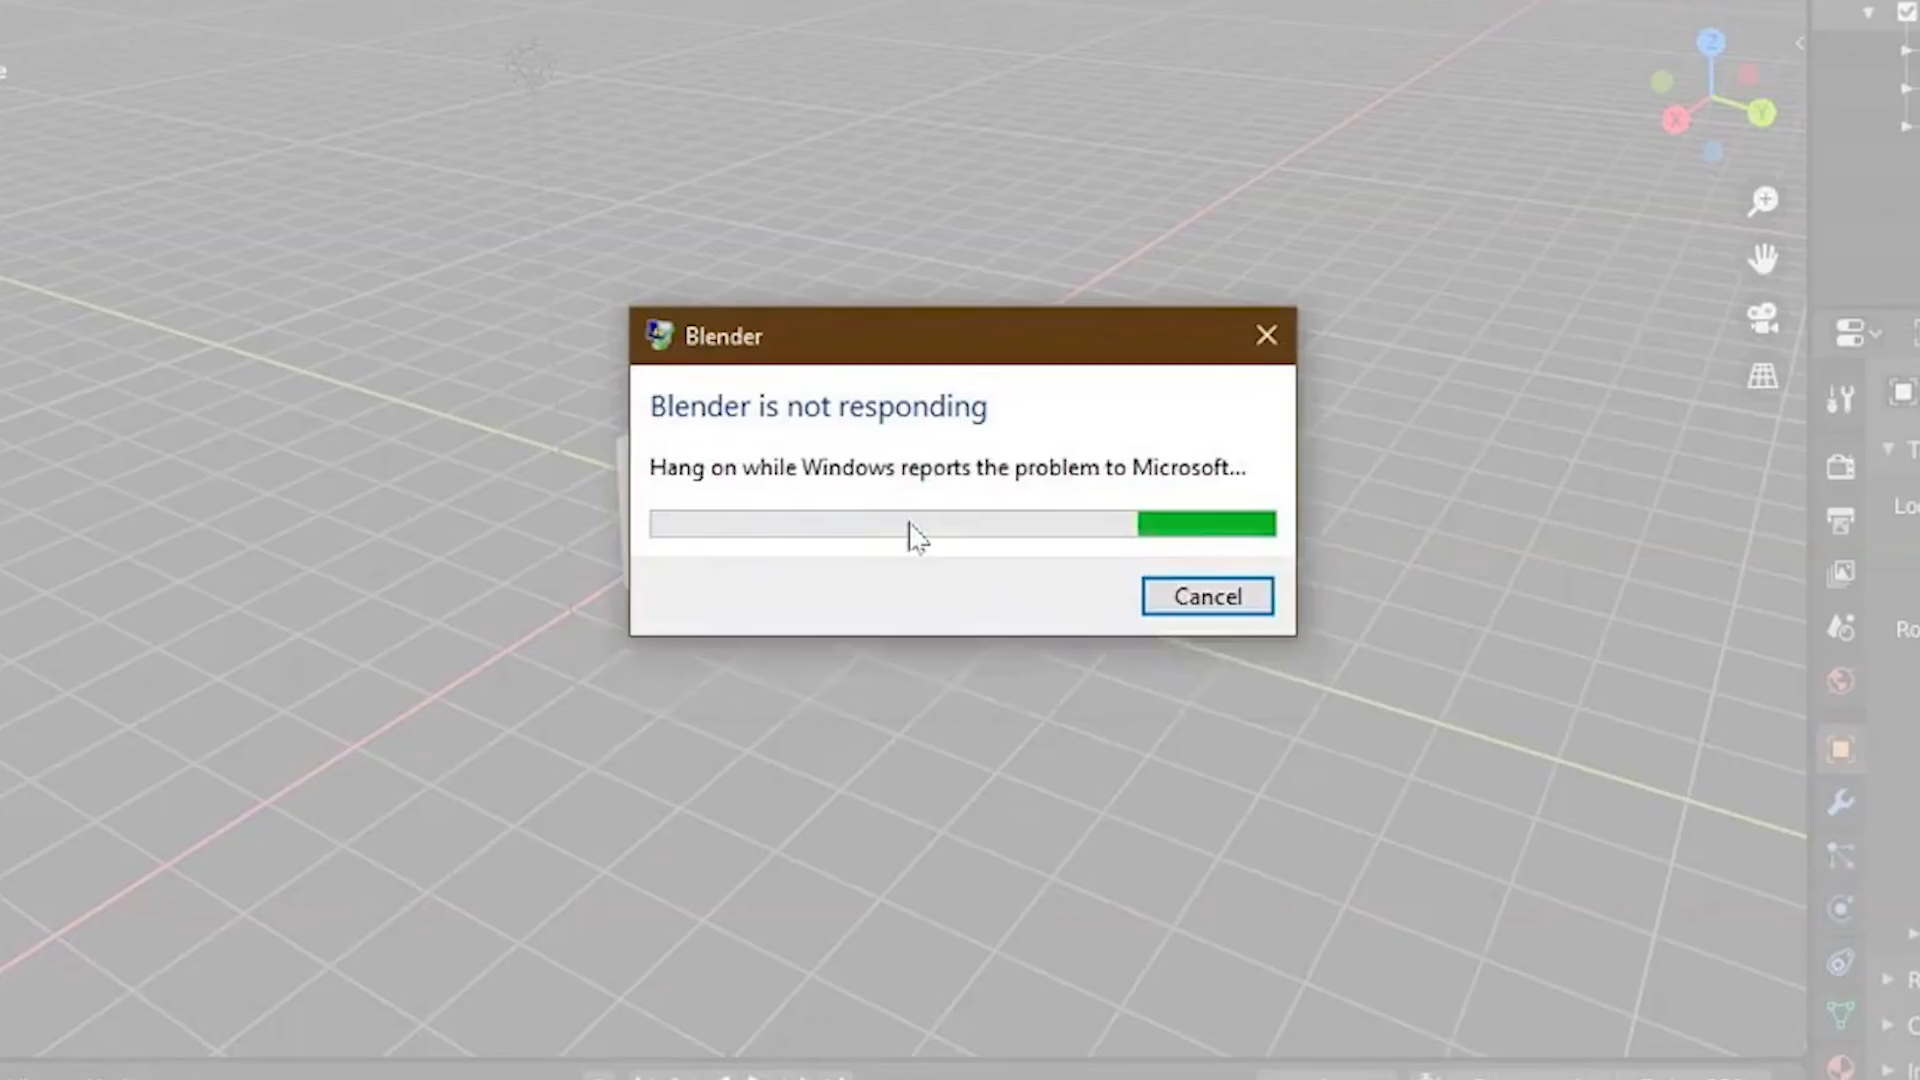 Z
Y
X
Blender
Blender is not responding
Hang on while Windows reports the problem to Microsoft...
Cancel